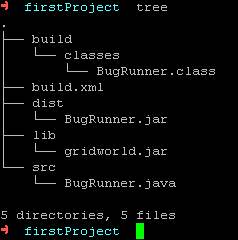 ➜ firstProject tree
.
├── build
│   └── classes
│       └── BugRunner.class
├── build.xml
├── dist
│   └── BugRunner.jar
├── lib
│   └── gridworld.jar
└── src
    └── BugRunner.java

5 directories, 5 files
➜ firstProject